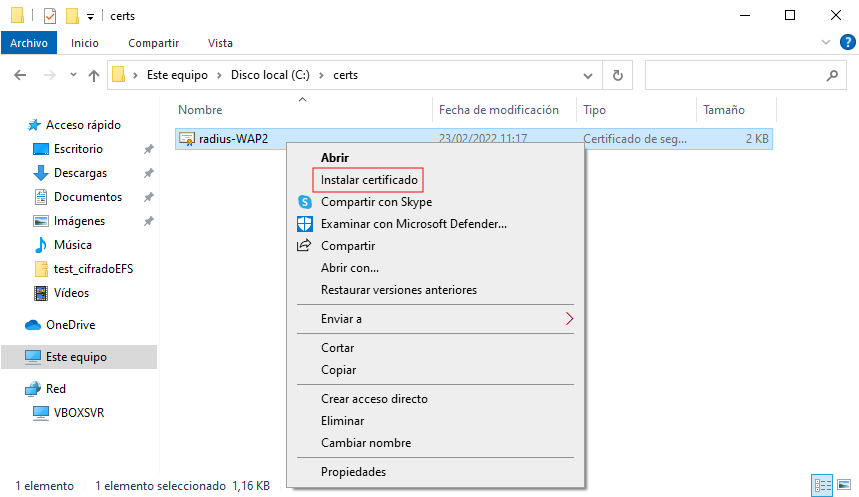 certs
Archivo Inicio Compartir Vista
Este equipo Disco local (C:) certs
Nombre Fecha de modificación Tipo Tamaño
Acceso rápido
Escritorio
Descargas
Documentos
Imágenes
Música
test_cifradoEFS
Vídeos
OneDrive
Este equipo
Red
VBOXSVR
radius-WAP2 23/02/2022 11:17 Certificado de seg... 2 KB
Abrir
Instalar certificado
Compartir con Skype
Examinar con Microsoft Defender...
Compartir
Abrir con...
Restaurar versiones anteriores
Enviar a
Cortar
Copiar
Crear acceso directo
Eliminar
Cambiar nombre
Propiedades
1 elemento 1 elemento seleccionado 1,16 KB